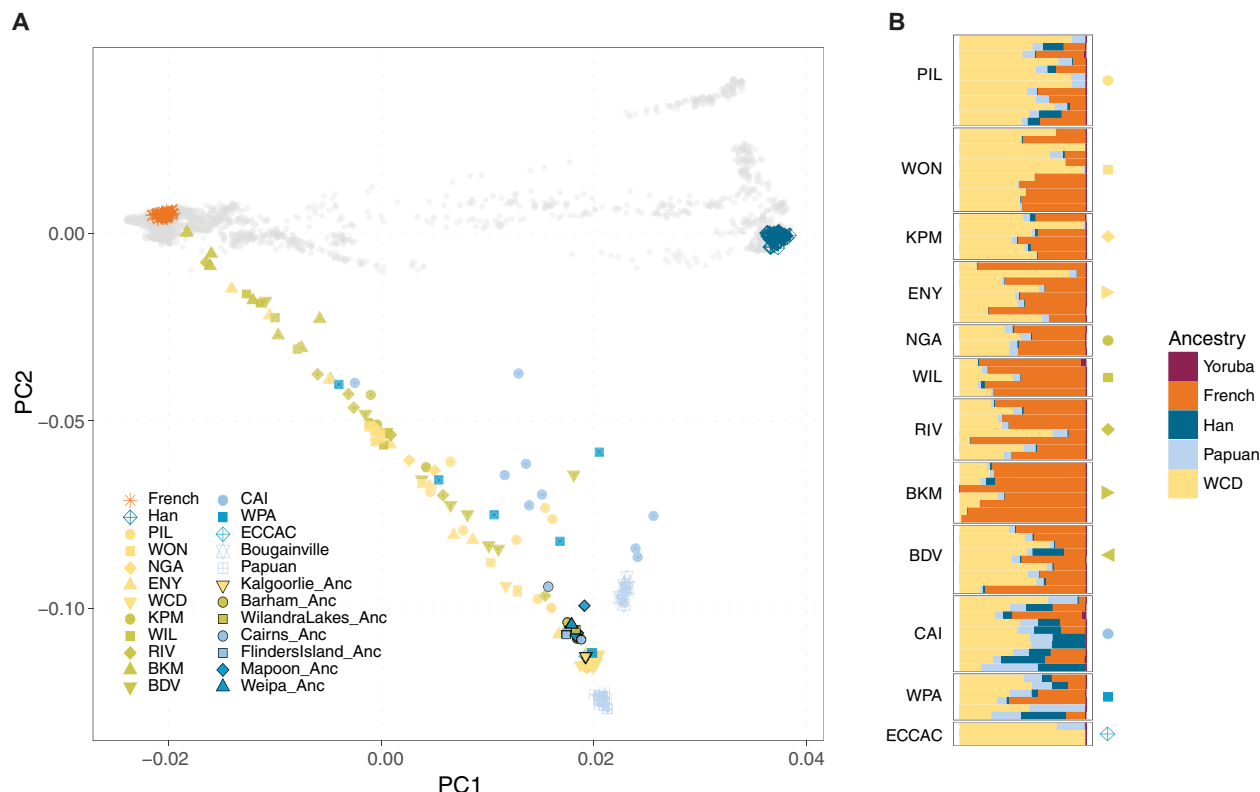 A
B
PC2
0.00
−0.05
−0.10
French
Han
PIL
WON
NGA
ENY
WCD
KPM
WIL
RIV
BKM
BDV
CAI
WPA
ECCAC
Bougainville
Papuan
Kalgoorlie_Anc
Barham_Anc
WilandraLakes_Anc
Cairns_Anc
FlindersIsland_Anc
Mapoon_Anc
Weipa_Anc
−0.02
0.00
0.02
0.04
PC1
PIL
WON
KPM
ENY
NGA
WIL
RIV
BKM
BDV
CAI
WPA
ECCAC
Ancestry
Yoruba
French
Han
Papuan
WCD